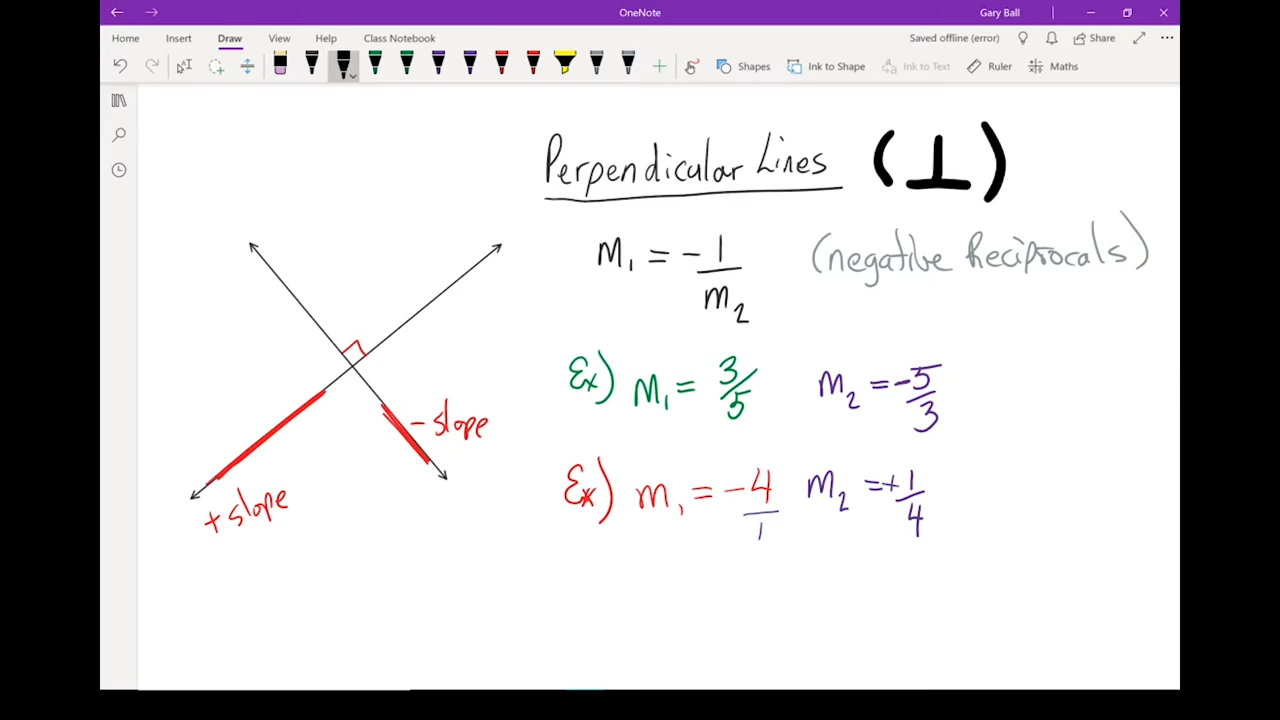 OneNote
Gary Ball
Home Insert Draw View Help Class Notebook
Saved offline (error) Share
Shapes Ink to Shape Ink to Text Ruler Maths
Perpendicular Lines (⊥)
m₁ = -1/m₂ (negative Reciprocals)
Ex) m₁ = 3/5 m₂ = -5/3
- slope
Ex) m₁ = -4/1 m₂ = +1/4
+ slope